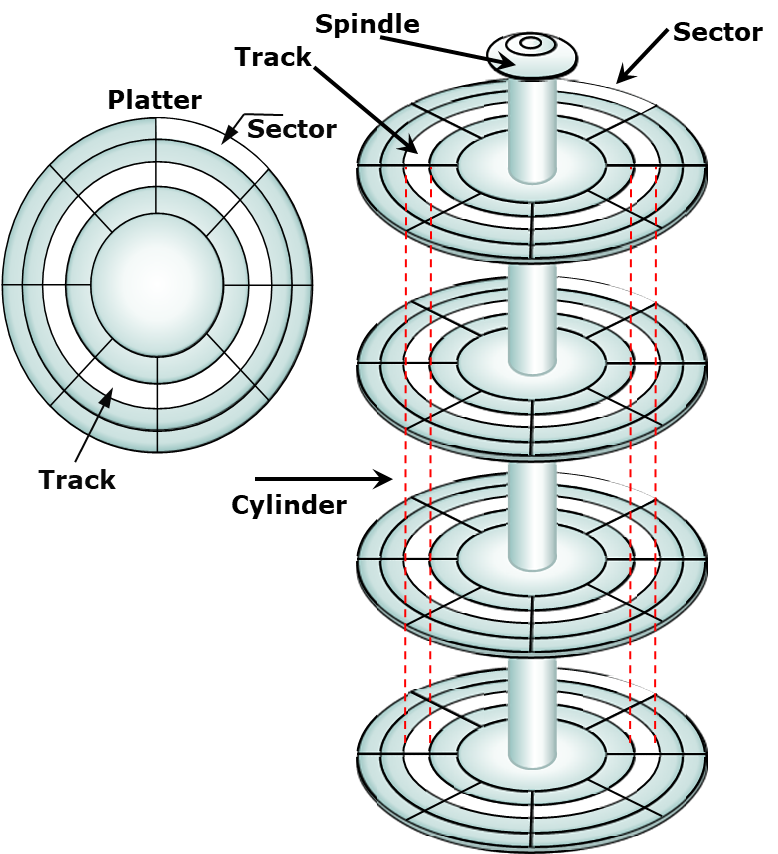 Spindle
Sector
Track
Platter
Sector
Track
Cylinder